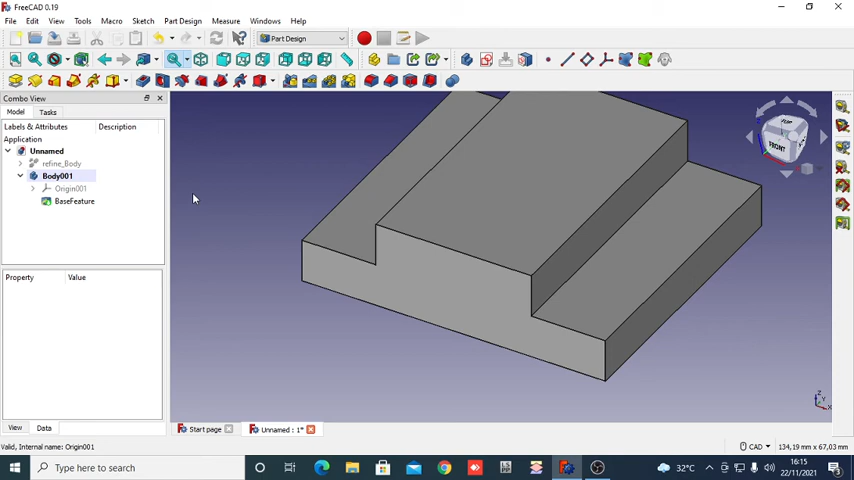 FreeCAD 0.19
File Edit View Tools Macro Sketch Part Design Measure Windows Help
Part Design
Combo View
Model Tasks
Labels & Attributes Description
Application
Unnamed
refine_Body
Body001
Origin001
BaseFeature
Property Value
View Data
TOP
FRONT
Z
Y
X
Start page Unnamed : 1*
Valid, Internal name: Origin001
CAD 134,19 mm x 67,03 mm
Type here to search
32°C
16:15
22/11/2021
3